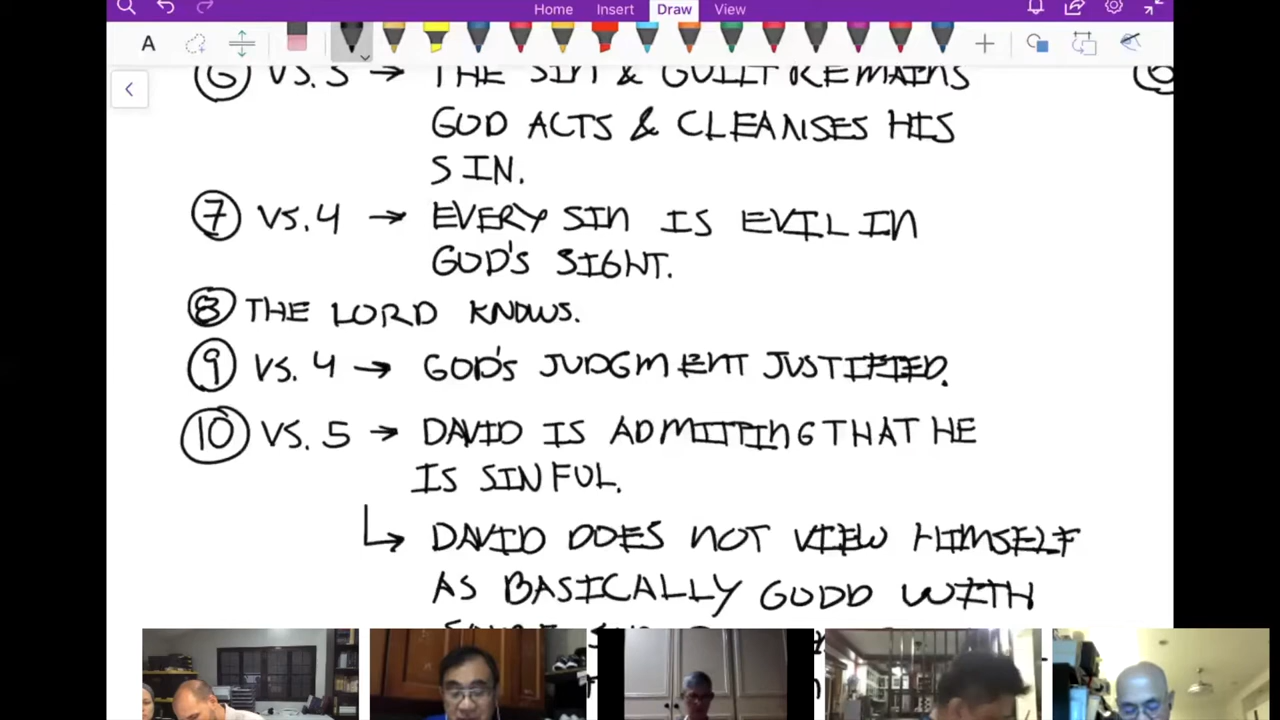 Home Insert Draw View
A
6 VS. 3 → THE SIN & GUILT REMAINS
GOD ACTS & CLEANSES HIS
SIN.
7 VS. 4 → EVERY SIN IS EVIL IN
GOD'S SIGHT.
8 THE LORD KNOWS.
9 VS. 4 → GOD'S JUDGMENT JUSTIFIED.
10 VS. 5 → DAVID IS ADMITTING THAT HE
IS SINFUL.
↳ DAVID DOES NOT VIEW HIMSELF
AS BASICALLY GOOD WITH